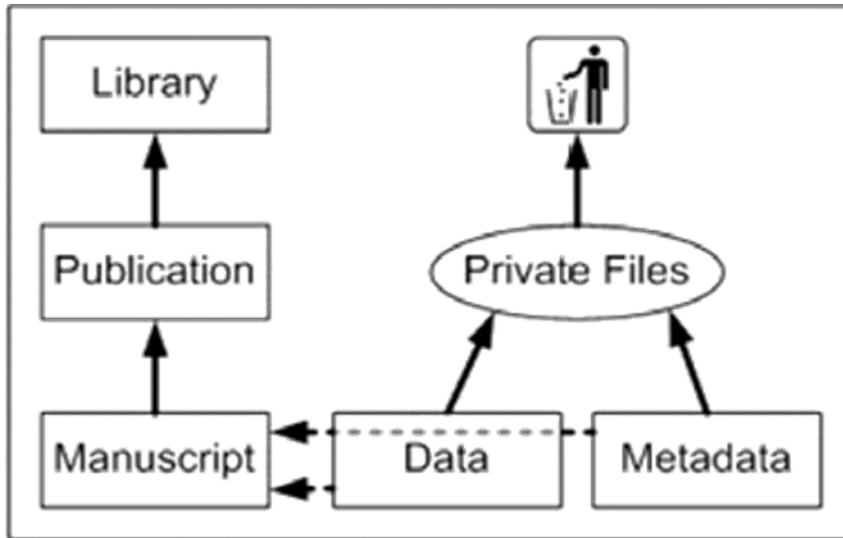 Library
Publication
Private Files
Manuscript
Data
Metadata